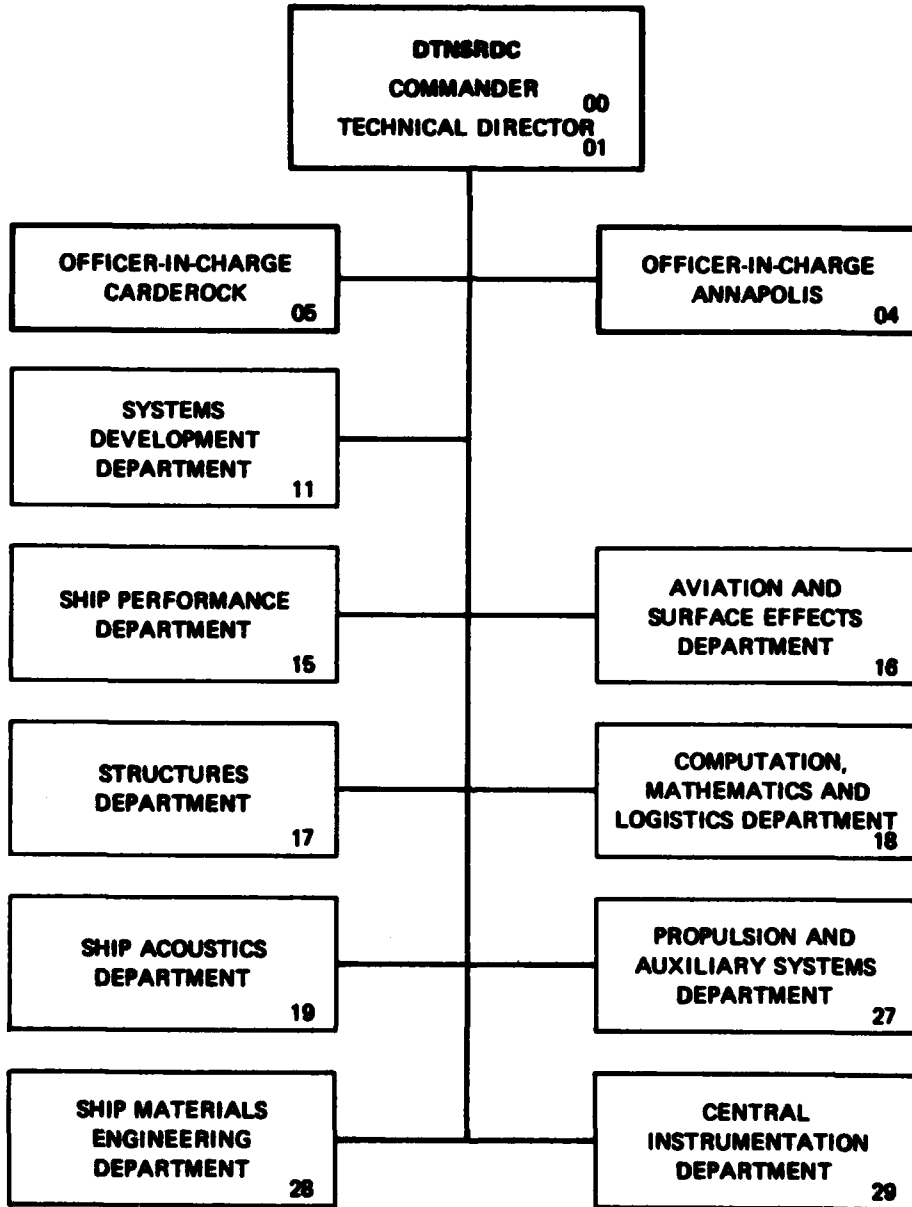 DTNSRDC
COMMANDER
00
TECHNICAL DIRECTOR
01
OFFICER-IN-CHARGE
CARDEROCK
05
OFFICER-IN-CHARGE
ANNAPOLIS
04
SYSTEMS
DEVELOPMENT
DEPARTMENT
11
SHIP PERFORMANCE
DEPARTMENT
15
AVIATION AND
SURFACE EFFECTS
DEPARTMENT
16
STRUCTURES
DEPARTMENT
17
COMPUTATION,
MATHEMATICS AND
LOGISTICS DEPARTMENT
18
SHIP ACOUSTICS
DEPARTMENT
19
PROPULSION AND
AUXILIARY SYSTEMS
DEPARTMENT
27
SHIP MATERIALS
ENGINEERING
DEPARTMENT
28
CENTRAL
INSTRUMENTATION
DEPARTMENT
29